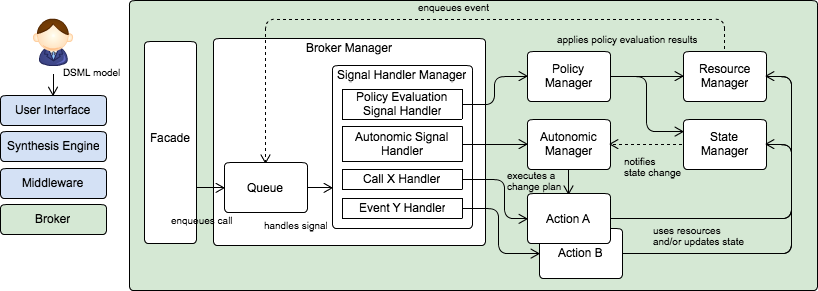 enqueues event
DSML model
User Interface
Synthesis Engine
Middleware
Broker
Facade
Broker Manager
Queue
enqueues call
handles signal
Signal Handler Manager
Policy Evaluation
Signal Handler
Autonomic Signal
Handler
Call X Handler
Event Y Handler
applies policy evaluation results
Policy
Manager
Resource
Manager
Autonomic
Manager
State
Manager
notifies
state change
executes a
change plan
Action A
Action B
uses resources
and/or updates state